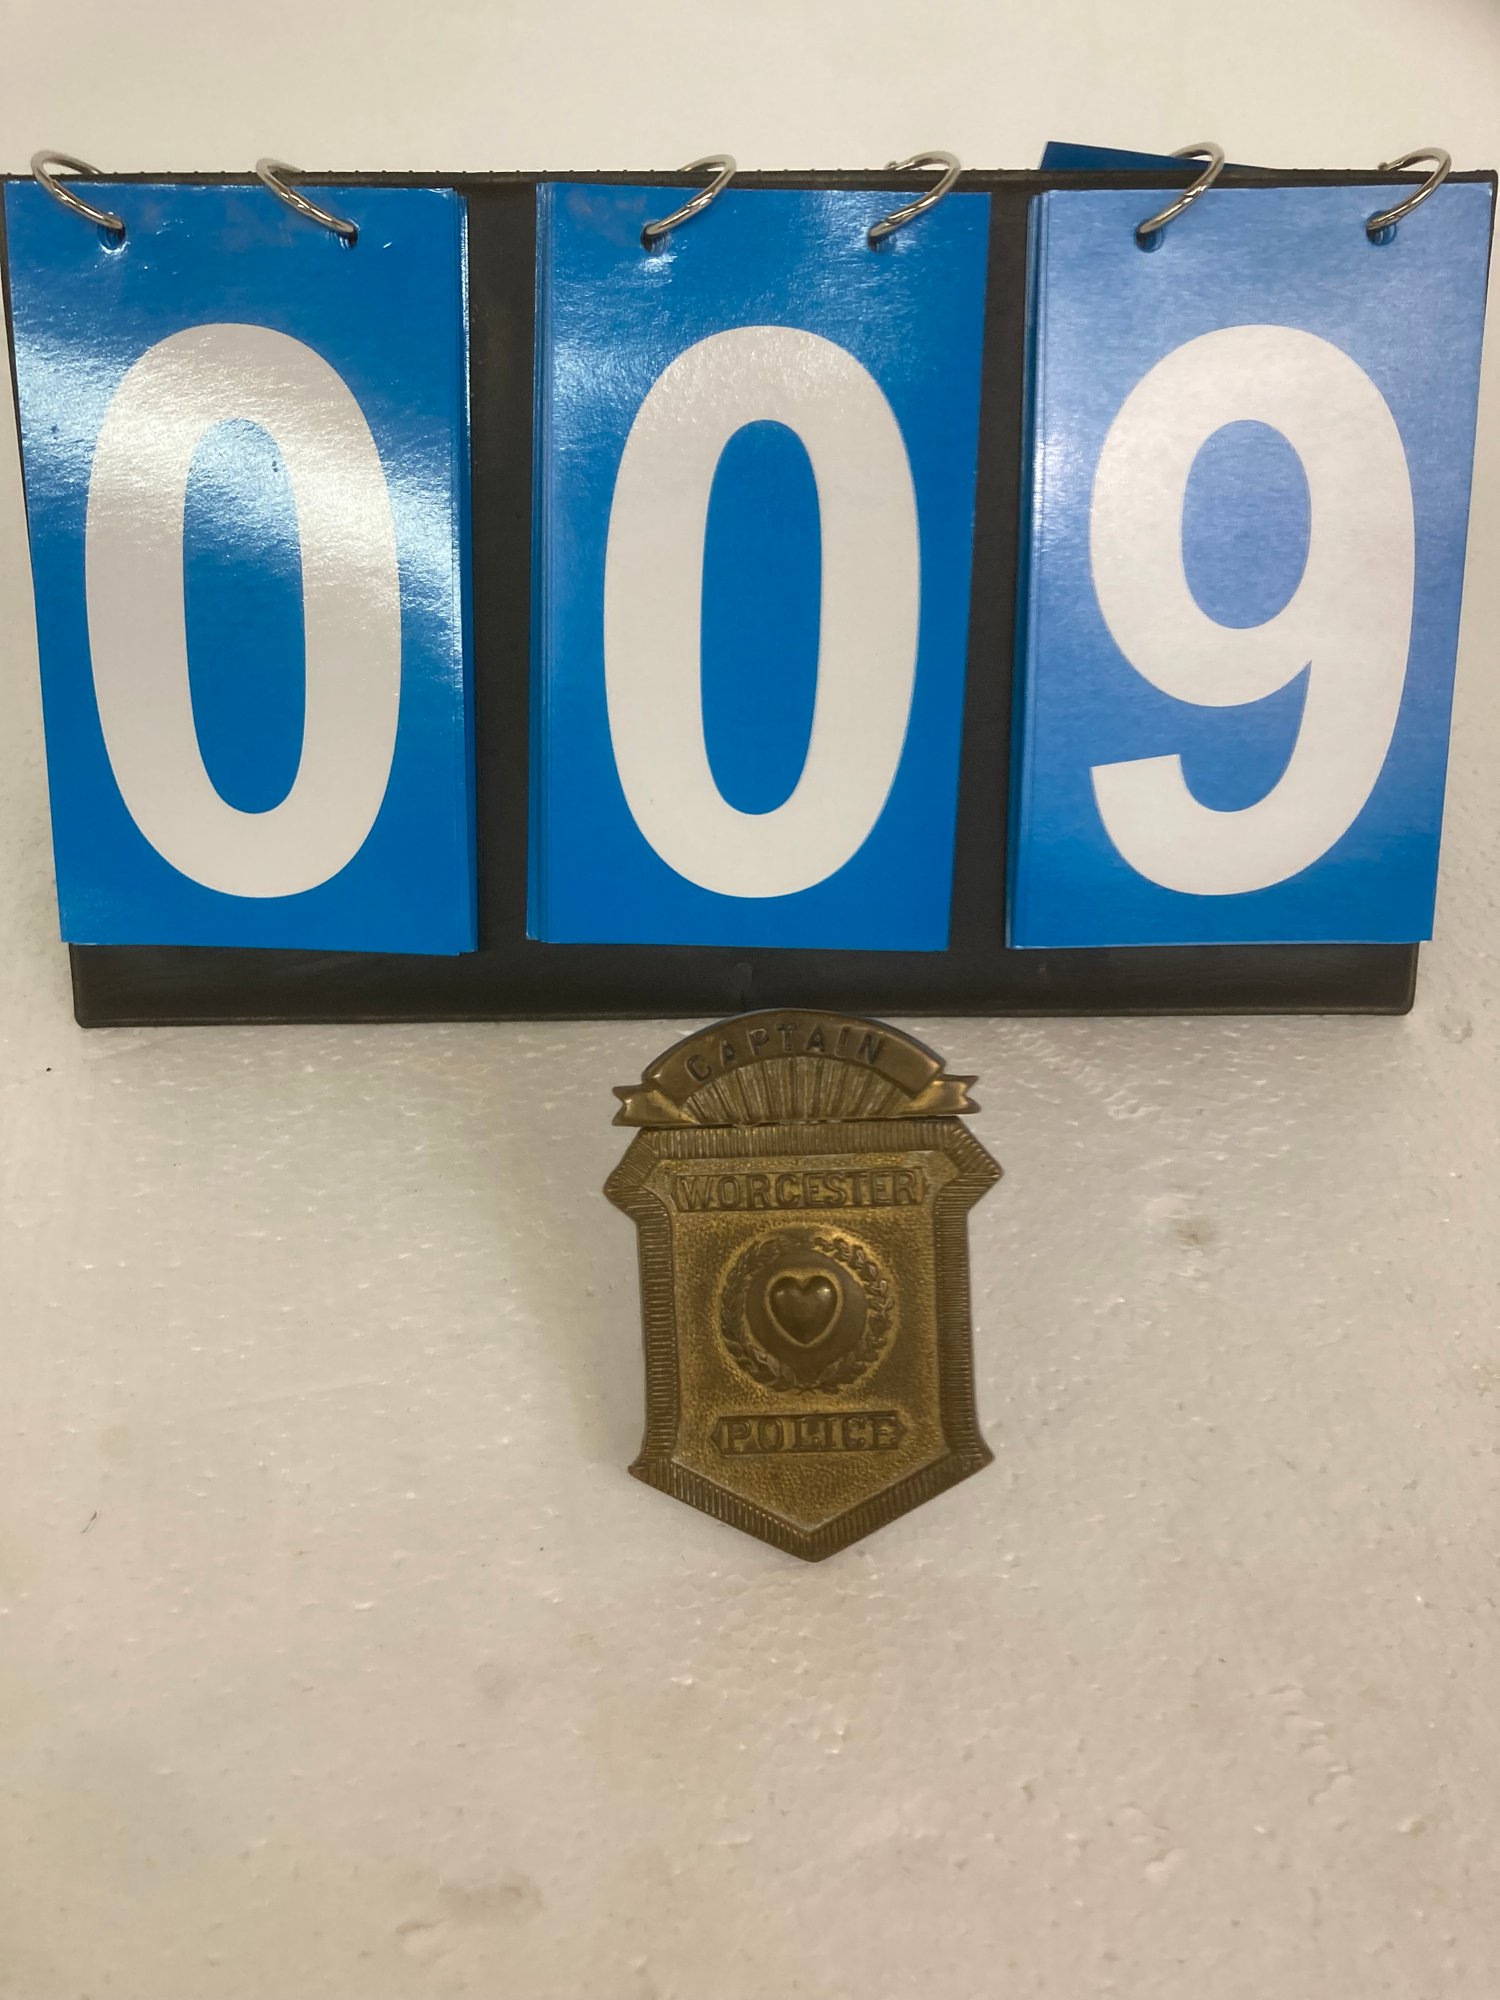 009
CAPTAIN
WORCESTER
POLICE